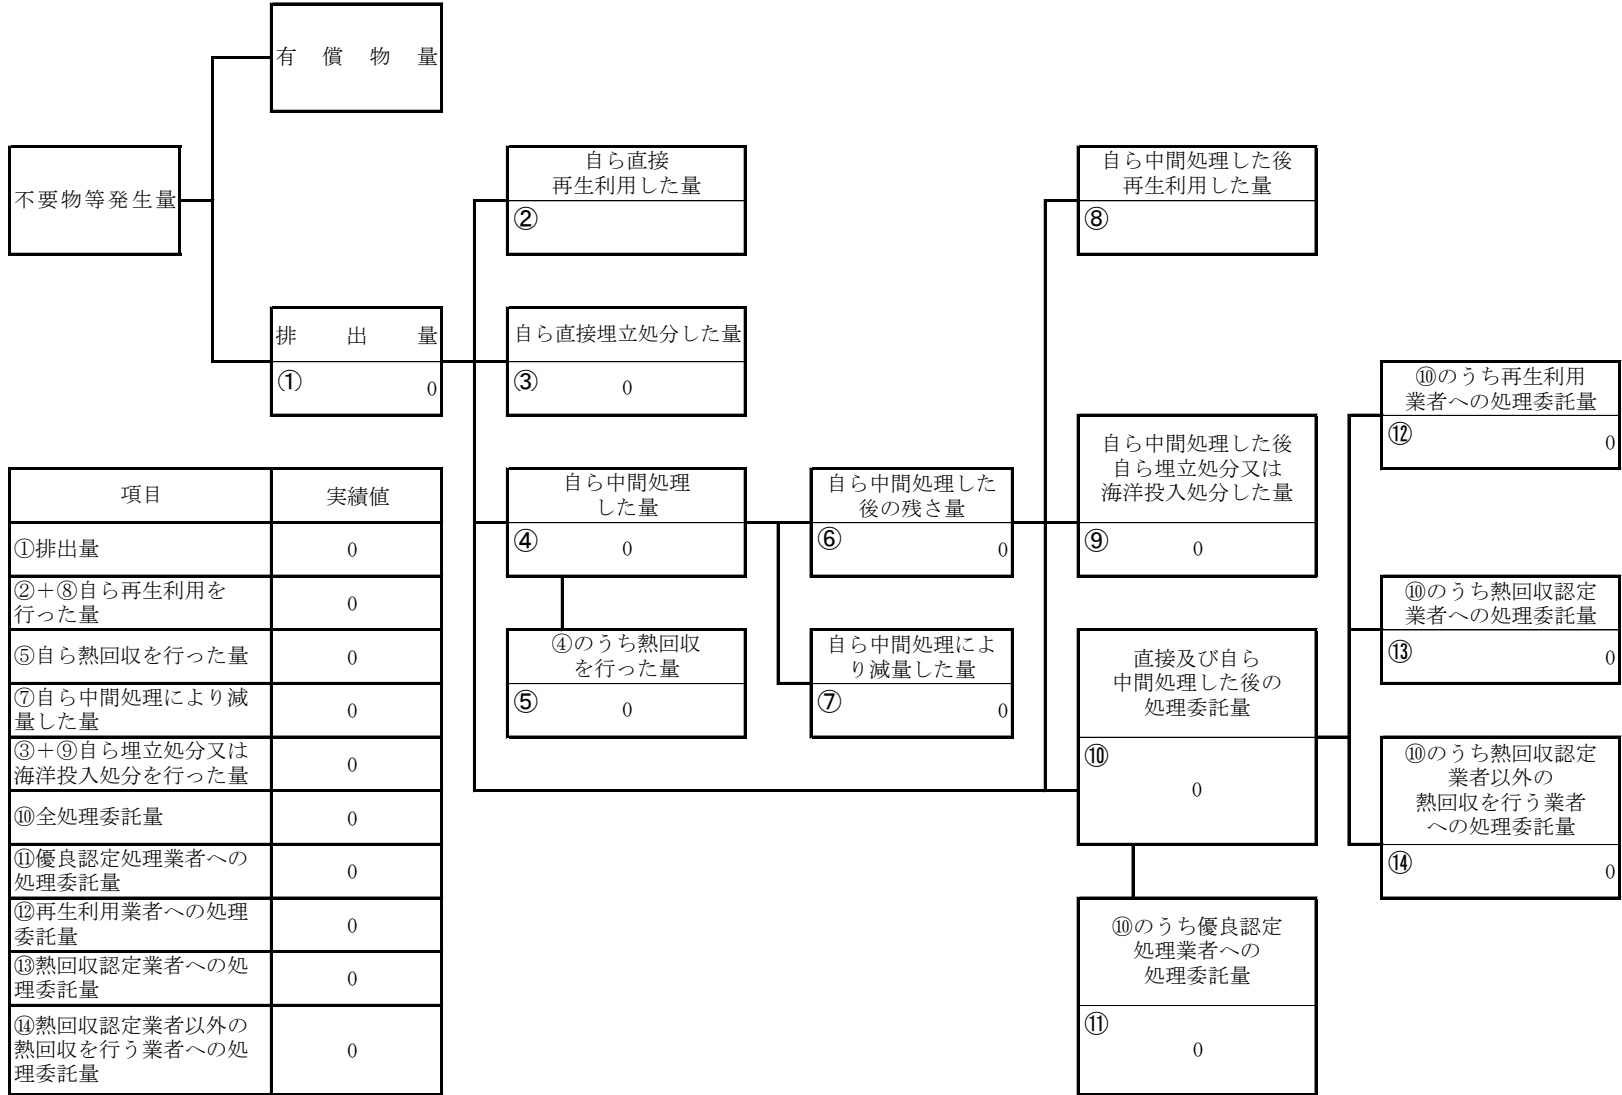 有償物量
不要物等発生量
自ら直接
再生利用した量
②
自ら中間処理した後
再生利用した量
⑧
排出量
① 0
自ら直接埋立処分した量
③ 0
⑩のうち再生利用
業者への処理委託量
⑫ 0
自ら中間処理
した量
④ 0
自ら中間処理した
後の残さ量
⑥ 0
自ら中間処理した後
自ら埋立処分又は
海洋投入処分した量
⑨ 0
⑩のうち熱回収認定
業者への処理委託量
⑬ 0
④のうち熱回収
を行った量
⑤ 0
自ら中間処理によ
り減量した量
⑦ 0
直接及び自ら
中間処理した後の
処理委託量
⑩
0
⑩のうち熱回収認定
業者以外の
熱回収を行う業者
への処理委託量
⑭ 0
⑩のうち優良認定
処理業者への
処理委託量
⑪
0
項目 実績値
①排出量 0
②＋⑧自ら再生利用を
行った量 0
⑤自ら熱回収を行った量 0
⑦自ら中間処理により減
量した量 0
③＋⑨自ら埋立処分又は
海洋投入処分を行った量 0
⑩全処理委託量 0
⑪優良認定処理業者への
処理委託量 0
⑫再生利用業者への処理
委託量 0
⑬熱回収認定業者への処
理委託量 0
⑭熱回収認定業者以外の
熱回収を行う業者への処 0
理委託量